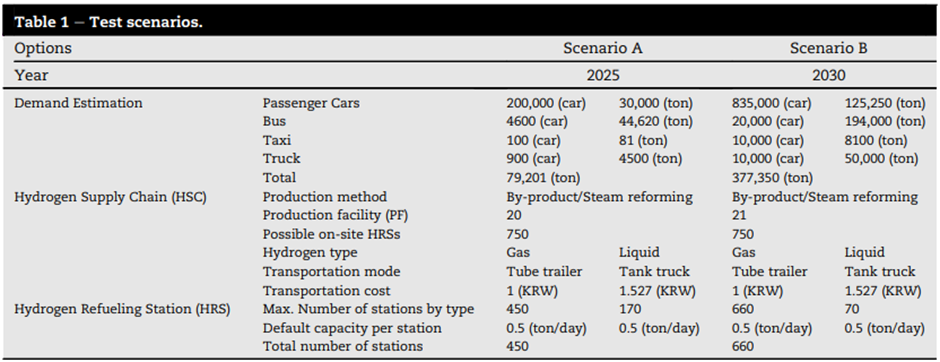 Table 1 – Test scenarios.
Options Scenario A Scenario B
Year 2025 2030
Demand Estimation Passenger Cars 200,000 (car) 30,000 (ton) 835,000 (car) 125,250 (ton)
Bus 4600 (car) 44,620 (ton) 20,000 (car) 194,000 (ton)
Taxi 100 (car) 81 (ton) 10,000 (car) 8100 (ton)
Truck 900 (car) 4500 (ton) 10,000 (car) 50,000 (ton)
Total 79,201 (ton) 377,350 (ton)
Hydrogen Supply Chain (HSC) Production method By-product/Steam reforming By-product/Steam reforming
Production facility (PF) 20 21
Possible on-site HRSs 750 750
Hydrogen type Gas Liquid Gas Liquid
Transportation mode Tube trailer Tank truck Tube trailer Tank truck
Transportation cost 1 (KRW) 1.527 (KRW) 1 (KRW) 1.527 (KRW)
Hydrogen Refueling Station (HRS) Max. Number of stations by type 450 170 660 70
Default capacity per station 0.5 (ton/day) 0.5 (ton/day) 0.5 (ton/day) 0.5 (ton/day)
Total number of stations 450 660